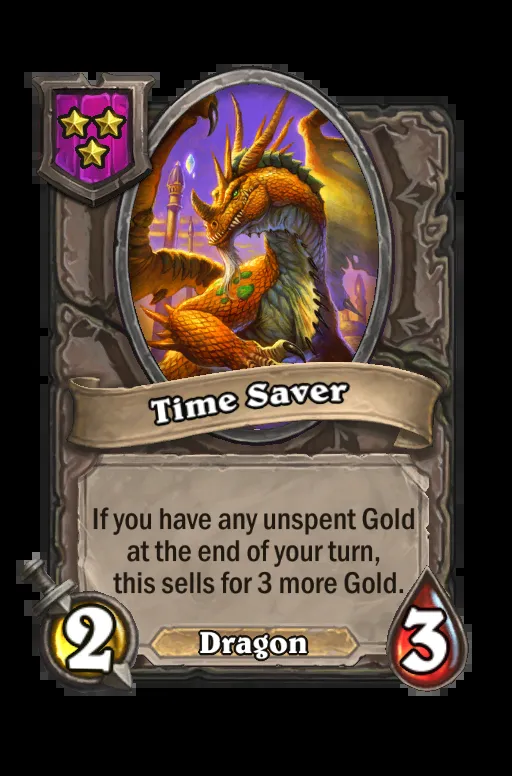 Time Saver
If you have any unspent Gold
at the end of your turn,
this sells for 3 more Gold.
2
Dragon
3